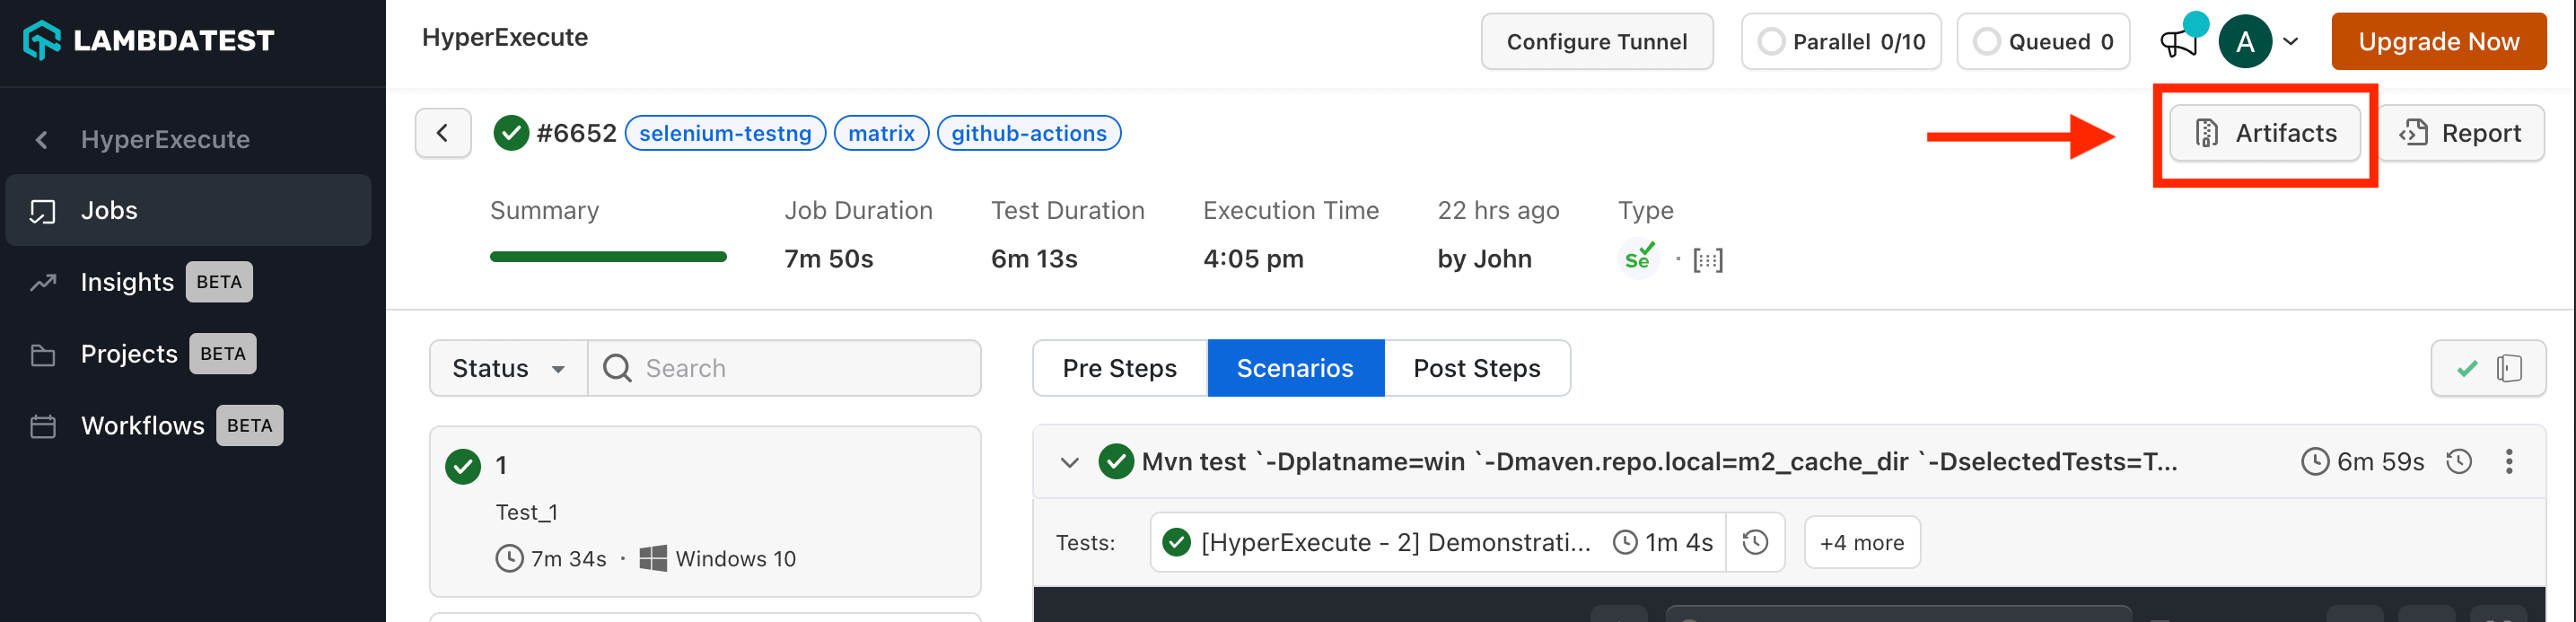 LAMBDATEST
HyperExecute
Jobs
Insights BETA
Projects BETA
Workflows BETA
HyperExecute
Configure Tunnel
Parallel 0/10
Queued 0
A
Upgrade Now
#6652 selenium-testng matrix github-actions
Artifacts
Report
Summary
Job Duration
7m 50s
Test Duration
6m 13s
Execution Time
4:05 pm
22 hrs ago
by John
Type
Se
Status
Search
1
Test_1
7m 34s · Windows 10
Pre Steps
Scenarios
Post Steps
Mvn test `-Dplatname=win `-Dmaven.repo.local=m2_cache_dir `-DselectedTests=T... 6m 59s
Tests: [HyperExecute - 2] Demonstrati... 1m 4s +4 more